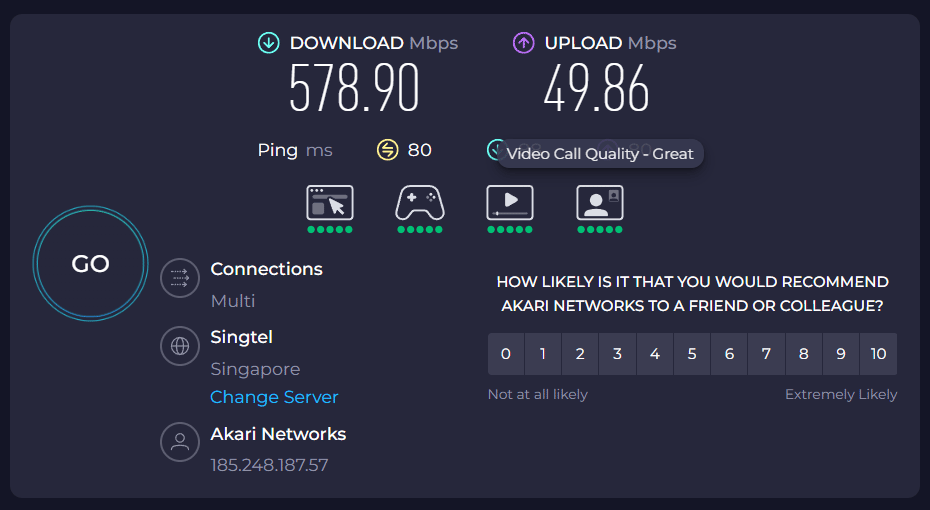 DOWNLOAD Mbps
578.90
UPLOAD Mbps
49.86
Ping ms
80
Video Call Quality - Great
GO
Connections
Multi
Singtel
Singapore
Change Server
Akari Networks
185.248.187.57
HOW LIKELY IS IT THAT YOU WOULD RECOMMEND
AKARI NETWORKS TO A FRIEND OR COLLEAGUE?
0 1 2 3 4 5 6 7 8 9 10
Not at all likely
Extremely Likely